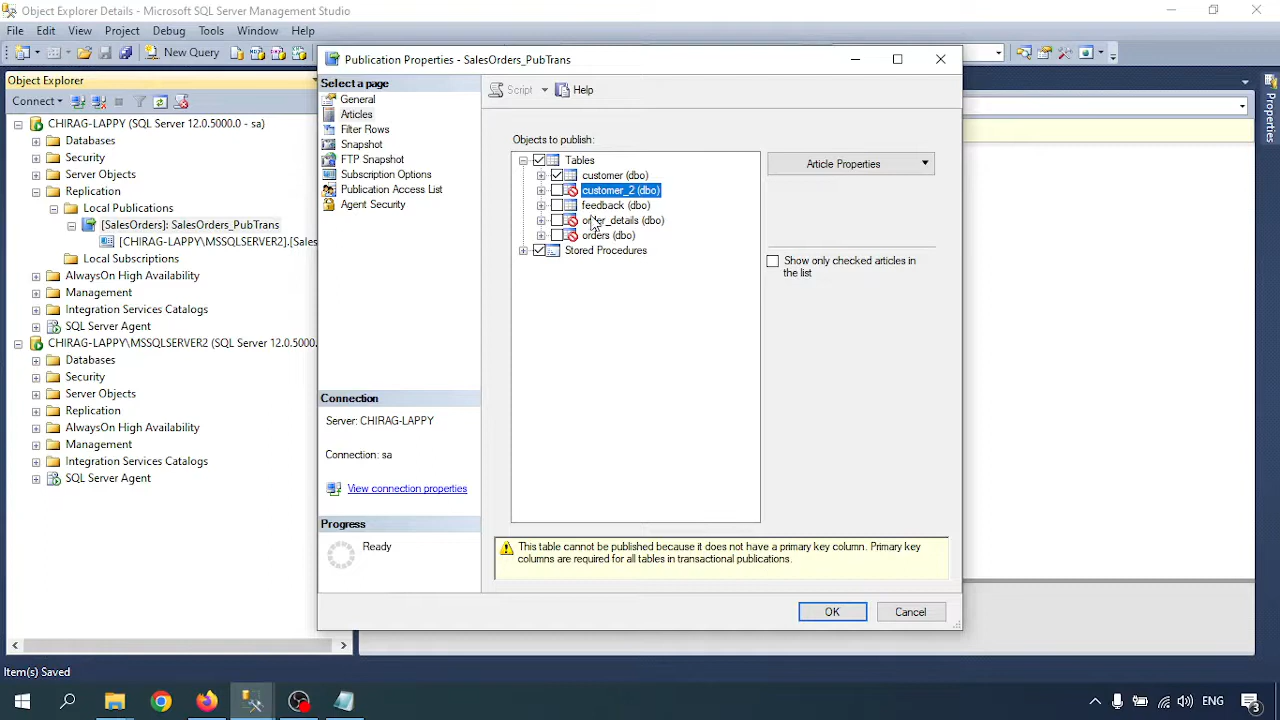 Object Explorer Details - Microsoft SQL Server Management Studio
File Edit View Project Debug Tools Window Help
New Query
Object Explorer
Connect
CHIRAG-LAPPY (SQL Server 12.0.5000.0 - sa)
Databases
Security
Server Objects
Replication
Local Publications
[SalesOrders]: SalesOrders_PubTrans
[CHIRAG-LAPPY\MSSQLSERVER2].[Sales
Local Subscriptions
AlwaysOn High Availability
Management
Integration Services Catalogs
SQL Server Agent
CHIRAG-LAPPY\MSSQLSERVER2 (SQL Server 12.0.5000.
Databases
Security
Server Objects
Replication
AlwaysOn High Availability
Management
Integration Services Catalogs
SQL Server Agent
Publication Properties - SalesOrders_PubTrans
Select a page
General
Articles
Filter Rows
Snapshot
FTP Snapshot
Subscription Options
Publication Access List
Agent Security
Connection
Server: CHIRAG-LAPPY
Connection: sa
View connection properties
Progress
Ready
Script Help
Objects to publish:
Tables
customer (dbo)
customer_2 (dbo)
feedback (dbo)
order_details (dbo)
orders (dbo)
Stored Procedures
Article Properties
Show only checked articles in
the list
This table cannot be published because it does not have a primary key column. Primary key
columns are required for all tables in transactional publications.
OK Cancel
Properties
Item(s) Saved
ENG
3